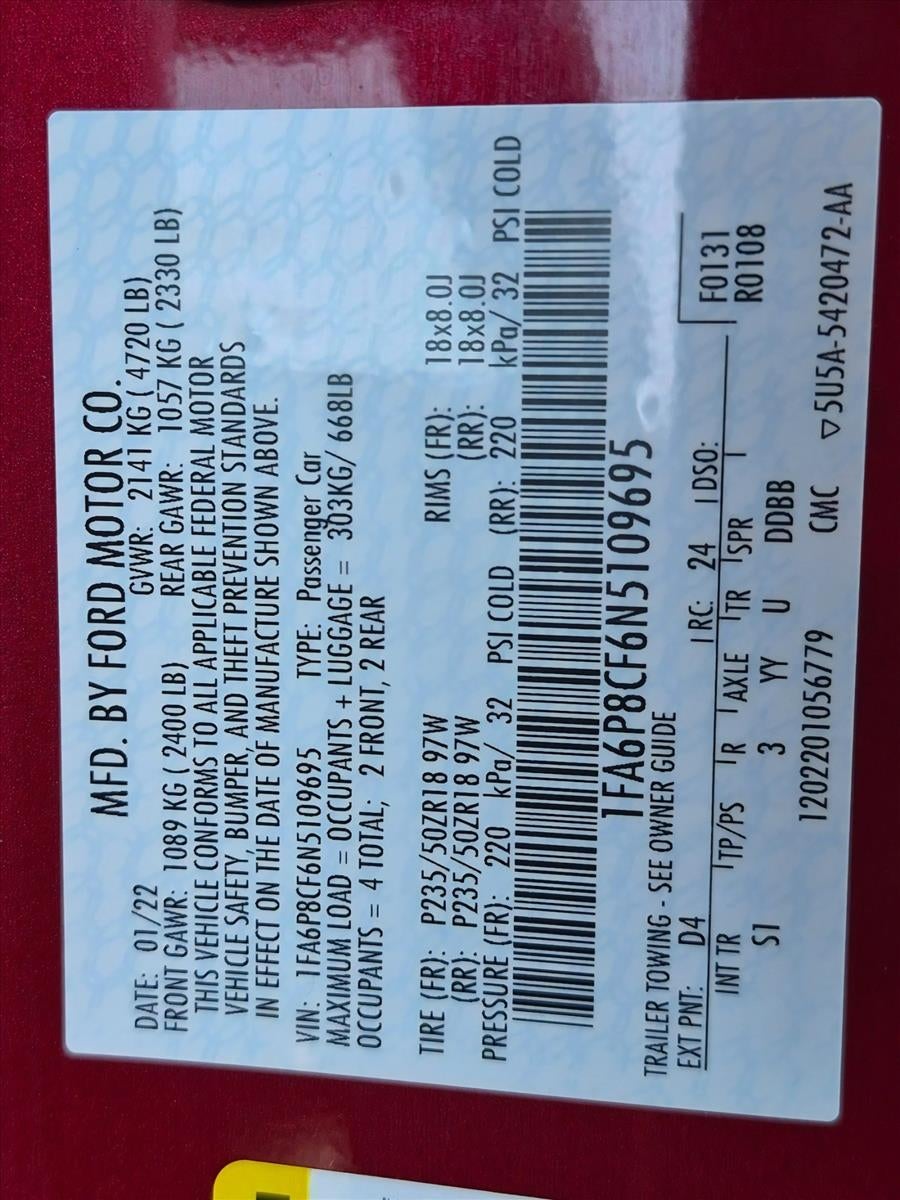 MFD. BY FORD MOTOR CO.
DATE: 01/22 GVWR: 2141 KG ( 4720 LB)
FRONT GAWR: 1089 KG ( 2400 LB) REAR GAWR: 1057 KG ( 2330 LB)
THIS VEHICLE CONFORMS TO ALL APPLICABLE FEDERAL MOTOR
VEHICLE SAFETY, BUMPER, AND THEFT PREVENTION STANDARDS
IN EFFECT ON THE DATE OF MANUFACTURE SHOWN ABOVE.
VIN: 1FA6P8CF6N5109695 TYPE: Passenger Car
MAXIMUM LOAD = OCCUPANTS + LUGGAGE = 303KG/ 668LB
OCCUPANTS = 4 TOTAL; 2 FRONT, 2 REAR
TIRE (FR): P235/50ZR18 97W RIMS (FR): 18x8.0J
(RR): P235/50ZR18 97W (RR): 18x8.0J
PRESSURE (FR): 220 kPa/ 32 PSI COLD (RR): 220 kPa/ 32 PSI COLD
1FA6P8CF6N5109695
TRAILER TOWING - SEE OWNER GUIDE
EXT PNT: D4 RC: 24 DSO: F0131
R0108
INT TR TP/PS R AXLE TR SPR
S1 3 YY U DDBB
120220105677​9 CMC ▽5U5A-5420472-AA